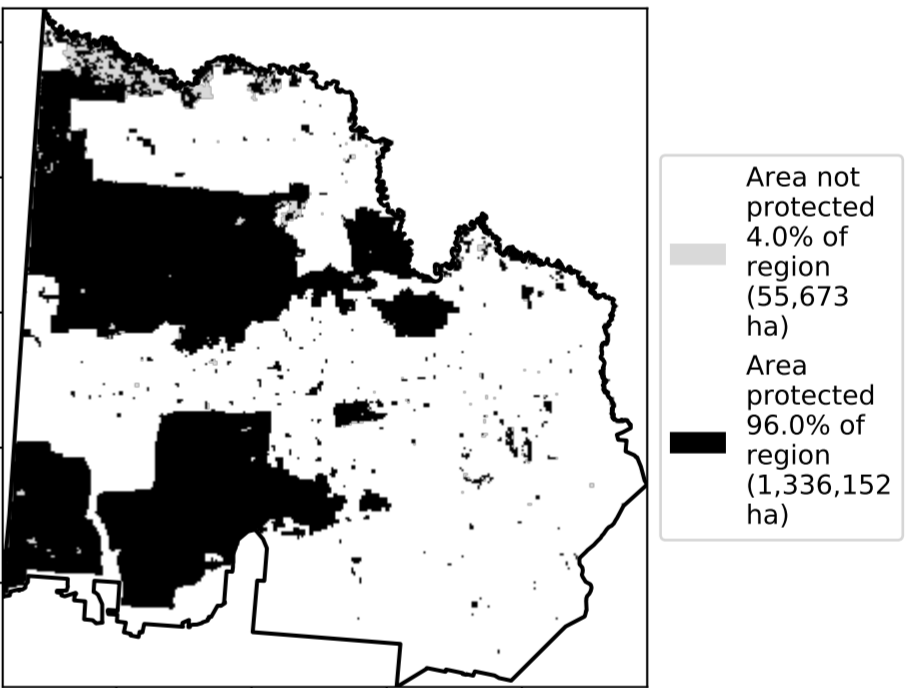 Area not
protected
4.0% of
region
(55,673
ha)
Area
protected
96.0% of
region
(1,336,152
ha)